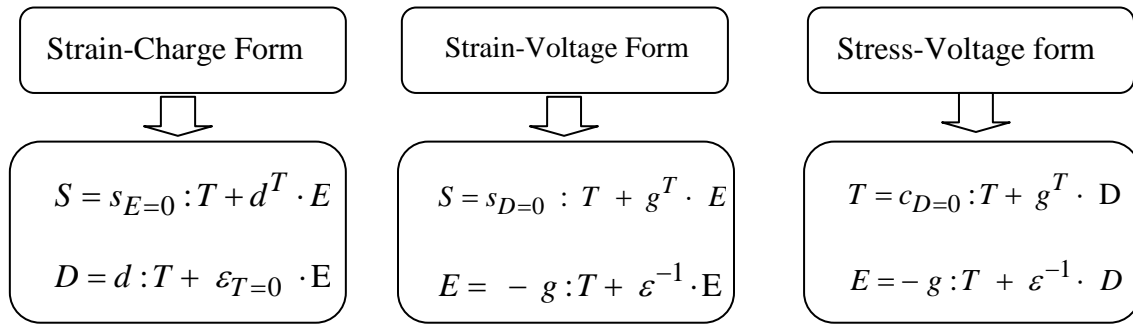 Strain-Charge Form
S = s_{E=0} : T + d^T · E
D = d : T + ε_{T=0} · E
Strain-Voltage Form
S = s_{D=0} : T + g^T · E
E = - g : T + ε^{-1} · E
Stress-Voltage form
T = c_{D=0} : T + g^T · D
E = - g : T + ε^{-1} · D